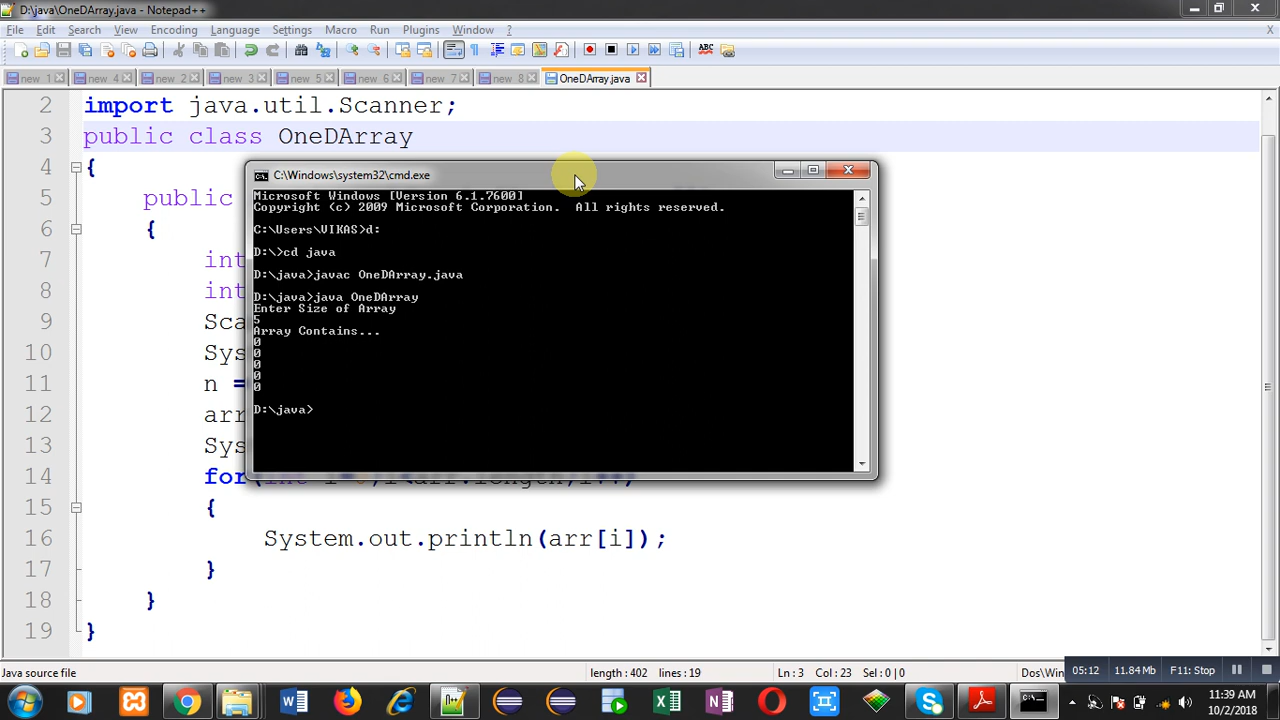 D:\java\OneDArray.java - Notepad++
File Edit Search View Encoding Language Settings Macro Run Plugins Window ? X
new 1 new 4 new 2 new 3 new 5 new 6 new 7 new 8 OneDArray.java
2 import java.util.Scanner;
3 public class OneDArray
4 {
5 public
6 {
7 int
8 int
9 Sca
10 Sys
11 n =
12 arr
13 Sys
14 for(int i=0;i<arr.length;i++)
15 {
16 System.out.println(arr[i]);
17 }
18 }
19 }
C:\Windows\system32\cmd.exe
Microsoft Windows [Version 6.1.7600]
Copyright (c) 2009 Microsoft Corporation. All rights reserved.
C:\Users\VIKAS>d:
D:\>cd java
D:\java>javac OneDArray.java
D:\java>java OneDArray
Enter Size of Array
5
Array Contains...
0
0
0
0
0
D:\java>
Java source file length : 402 lines : 19 Ln : 3 Col : 23 Sel : 0 | 0 Dos\Win
05:12 11.84 Mb F11: Stop
11:39 AM
10/2/2018